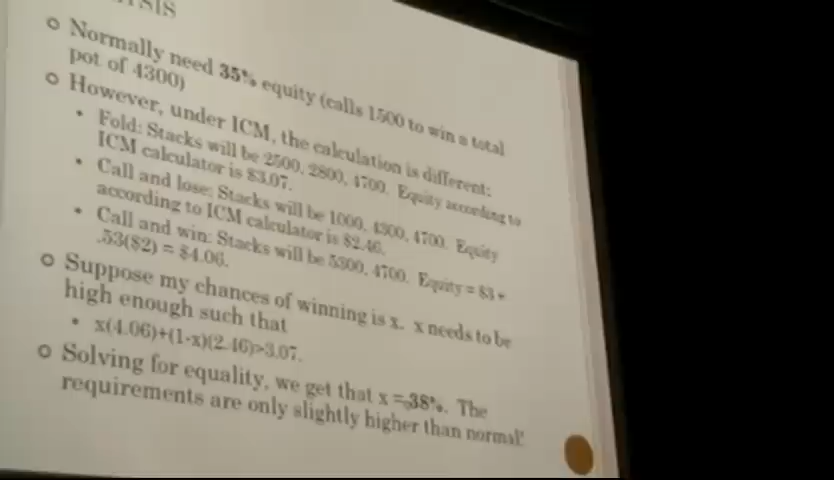 Normally need 35% equity (calls 1500 to win a total
pot of 4300)
However, under ICM, the calculation is different:
Fold: Stacks will be 2500, 2800, 4700. Equity according to
ICM calculator is $3.07.
Call and lose: Stacks will be 1000, 4300, 4700. Equity
according to ICM calculator is $2.46.
Call and win: Stacks will be 5300, 4700. Equity = $3 +
.53($2) = $4.06.
Suppose my chances of winning is x. x needs to be
high enough such that
x(4.06)+(1-x)(2.46)>3.07.
Solving for equality, we get that x = 38%. The
requirements are only slightly higher than normal!